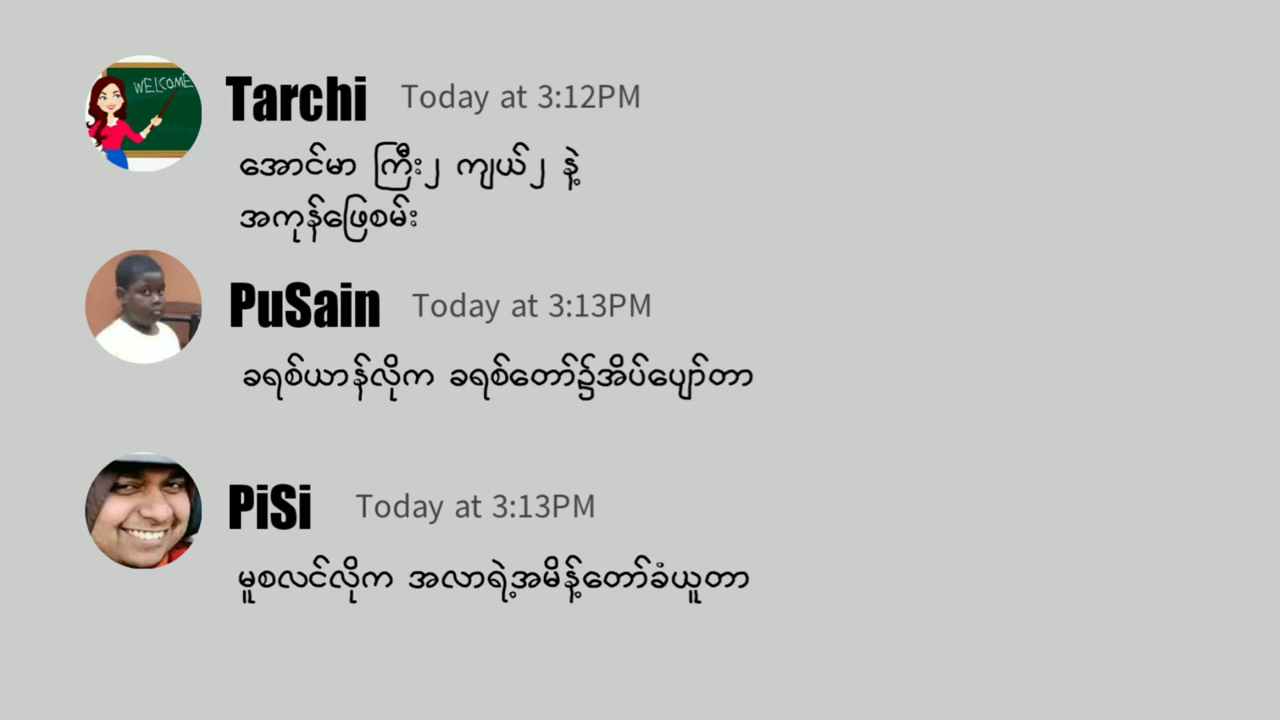 WELCOME
Tarchi Today at 3:12PM
အောင်မာ ကြီး၂ ကျယ်၂ နဲ့
အကုန်ဖြေစမ်း
PuSain Today at 3:13PM
ခရစ်ယာန်လိုက ခရစ်တော်၌အိပ်ပျော်တာ
PiSi Today at 3:13PM
မူစလင်လိုက အလာရဲ့အမိန့်တော်ခံယူတာ